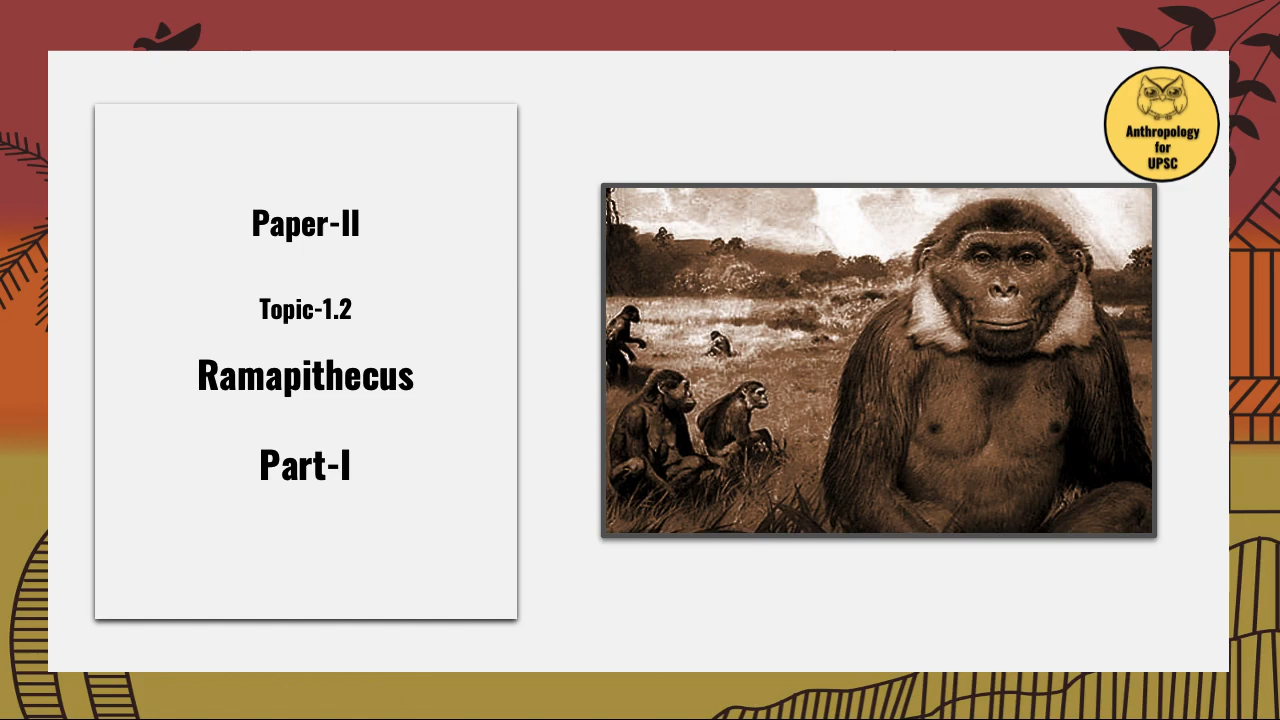 Paper-II
Topic-1.2
Ramapithecus
Part-I
Anthropology
for
UPSC